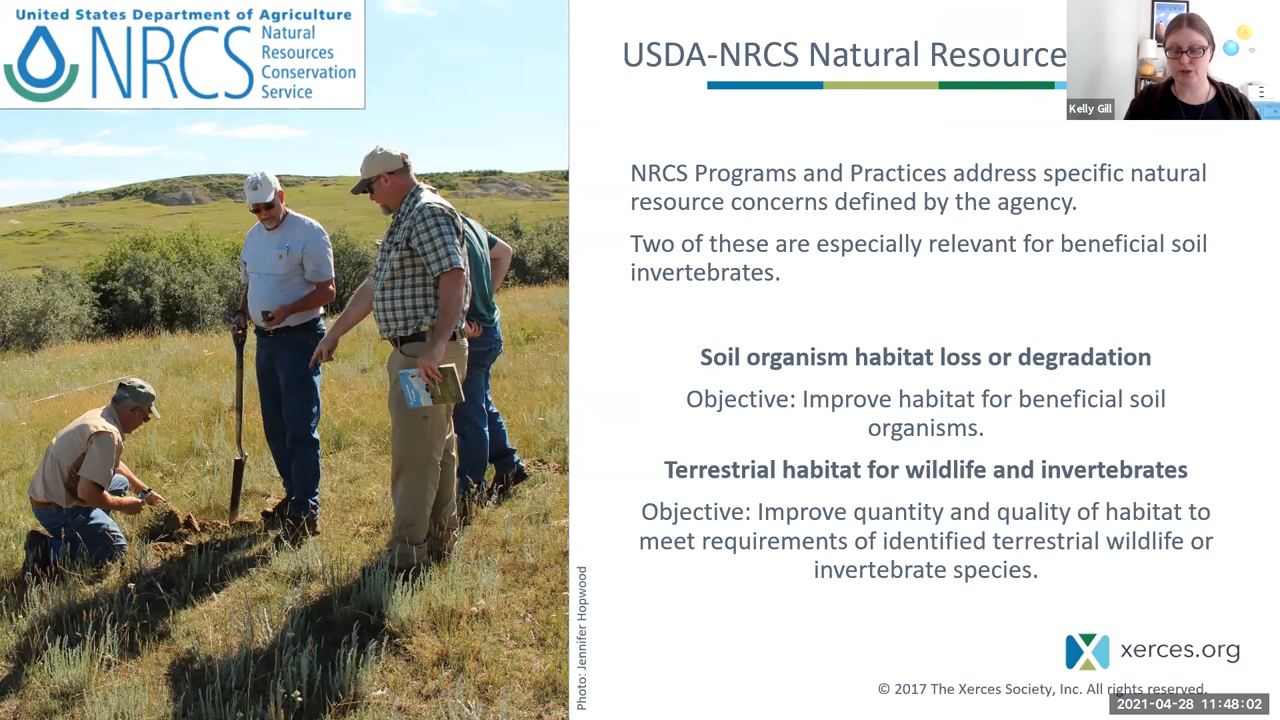 United States Department of Agriculture
NRCS
Natural
Resources
Conservation
Service
USDA-NRCS Natural Resource
Kelly Gill
NRCS Programs and Practices address specific natural
resource concerns defined by the agency.
Two of these are especially relevant for beneficial soil
invertebrates.
Soil organism habitat loss or degradation
Objective: Improve habitat for beneficial soil
organisms.
Terrestrial habitat for wildlife and invertebrates
Objective: Improve quantity and quality of habitat to
meet requirements of identified terrestrial wildlife or
invertebrate species.
Photo: Jennifer Hopwood
xerces.org
© 2017 The Xerces Society, Inc. All rights reserved.
2021-04-28 11:48:02